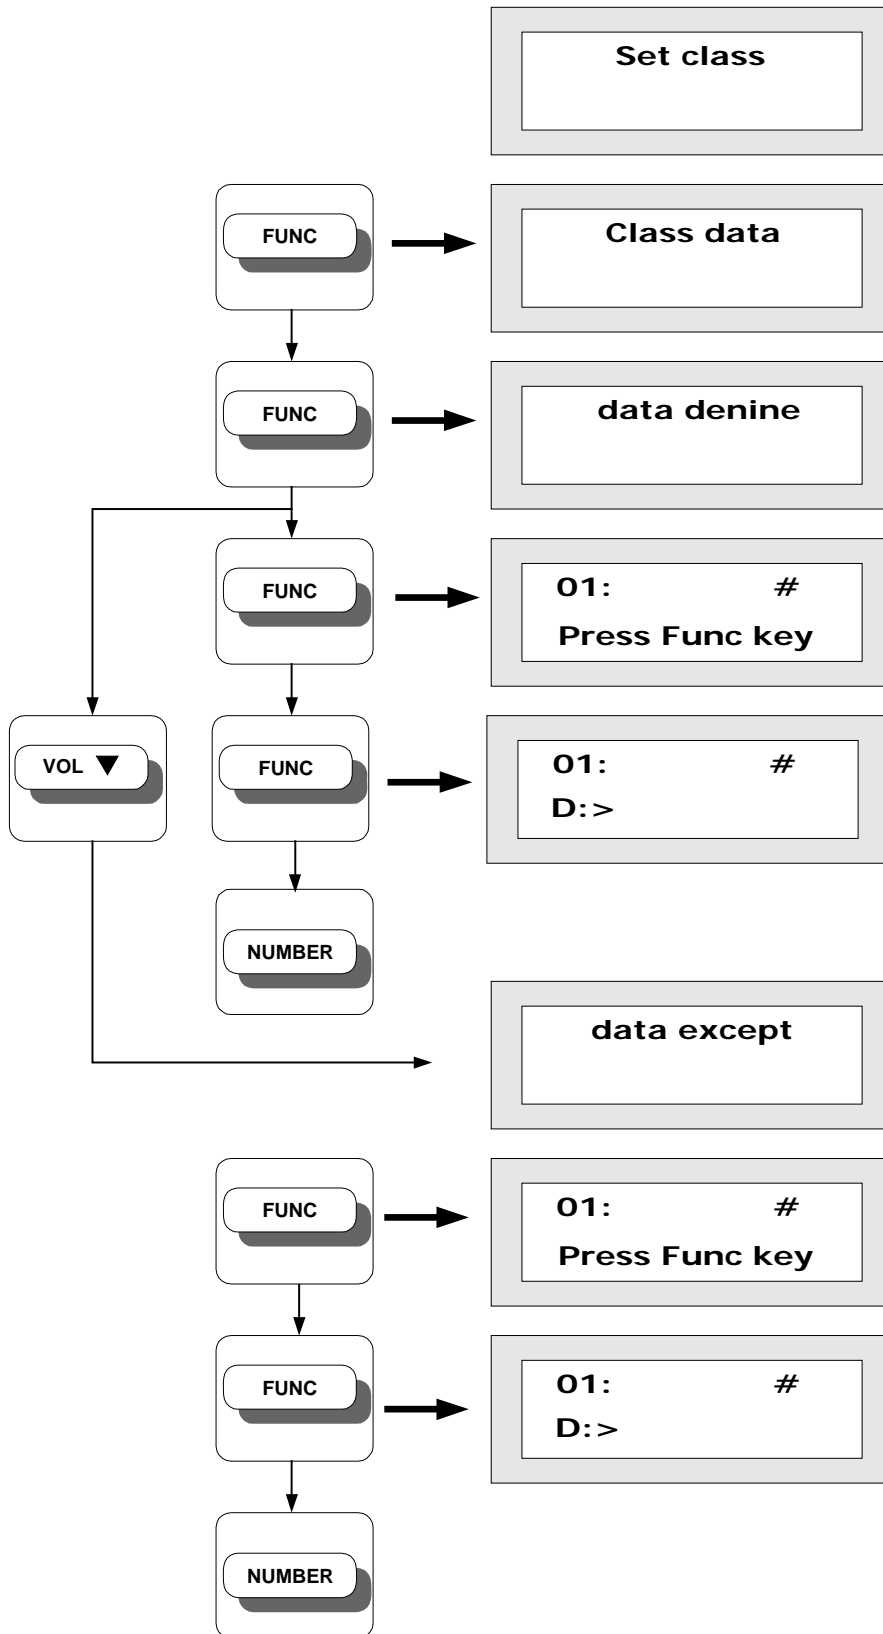 Set class
FUNC
Class data
FUNC
data denine
FUNC
01: #
Press Func key
VOL ▼
FUNC
01: #
D:>
NUMBER
data except
FUNC
01: #
Press Func key
FUNC
01: #
D:>
NUMBER